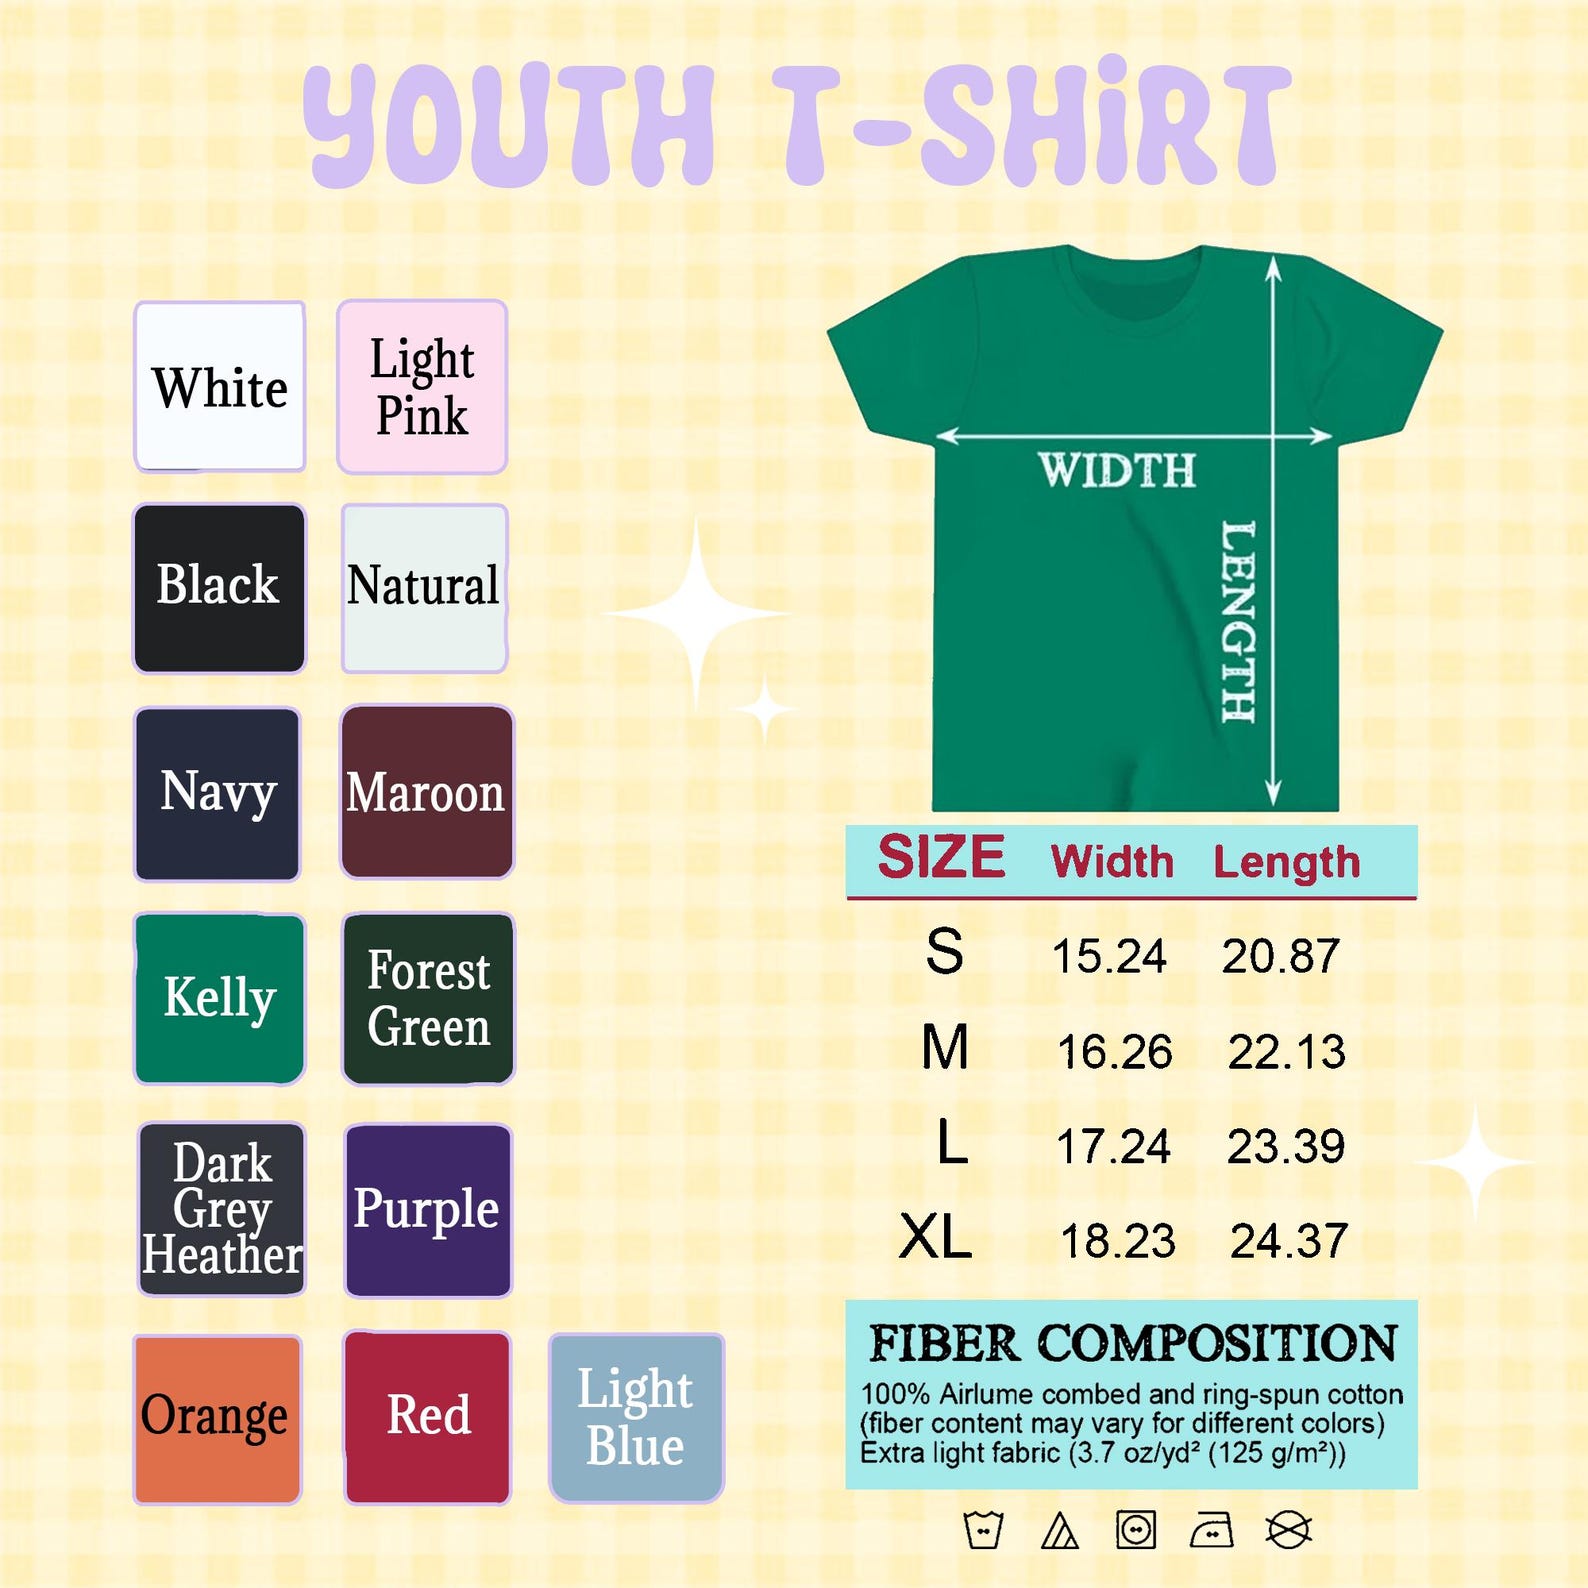 YOUTH T-SHiRT
White
Light
Pink
Black
Natural
Navy
Maroon
Kelly
Forest
Green
Dark
Grey
Heather
Purple
Orange
Red
Light
Blue
WIDTH
LENGTH
SIZE Width Length
S 15.24 20.87
M 16.26 22.13
L 17.24 23.39
XL 18.23 24.37
FIBER COMPOSITION
100% Airlume combed and ring-spun cotton
(fiber content may vary for different colors)
Extra light fabric (3.7 oz/yd² (125 g/m²))